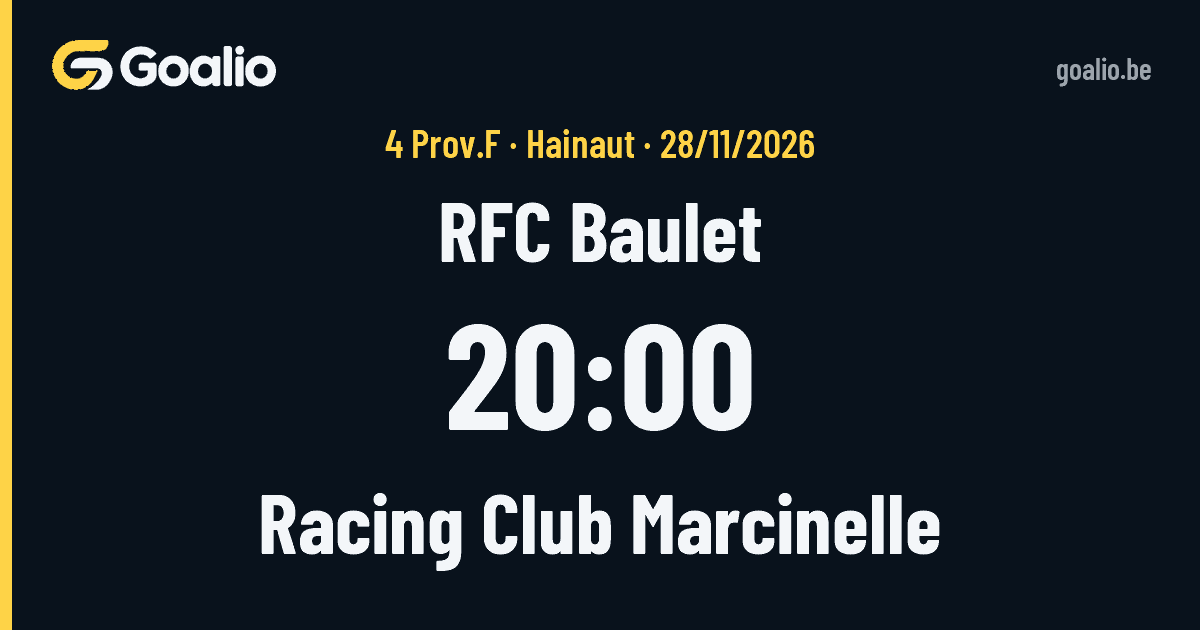 Goalio
goalio.be
4 Prov.F · Hainaut · 28/11/2026
RFC Baulet
20:00
Racing Club Marcinelle